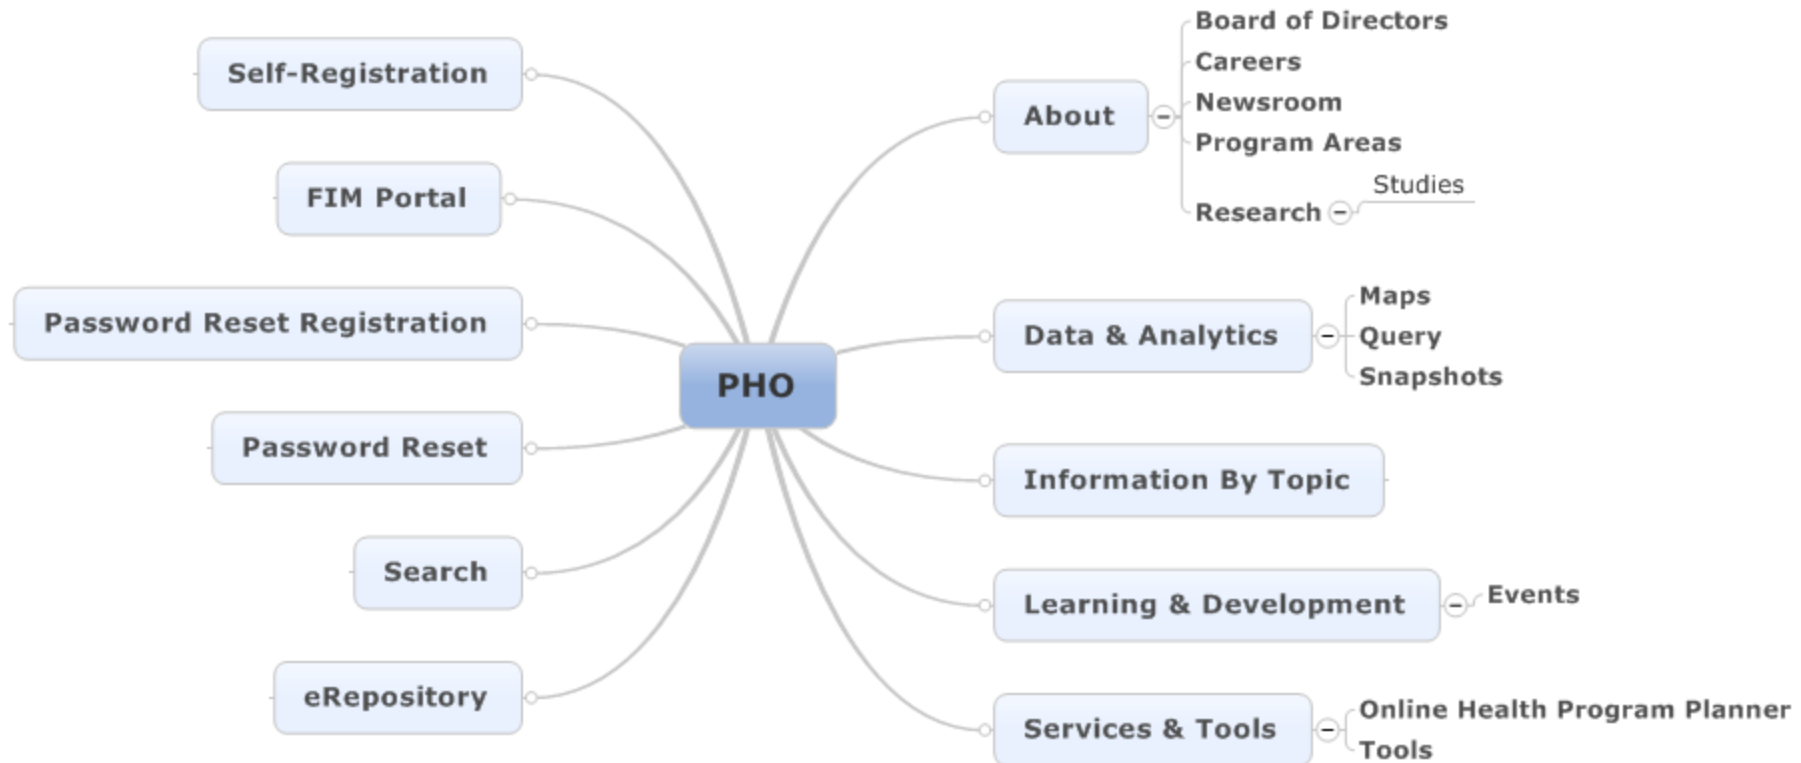 Self-Registration
FIM Portal
Password Reset Registration
Password Reset
Search
eRepository
PHO
About
Board of Directors
Careers
Newsroom
Program Areas
Research
Studies
Data & Analytics
Maps
Query
Snapshots
Information By Topic
Learning & Development
Events
Services & Tools
Online Health Program Planner
Tools